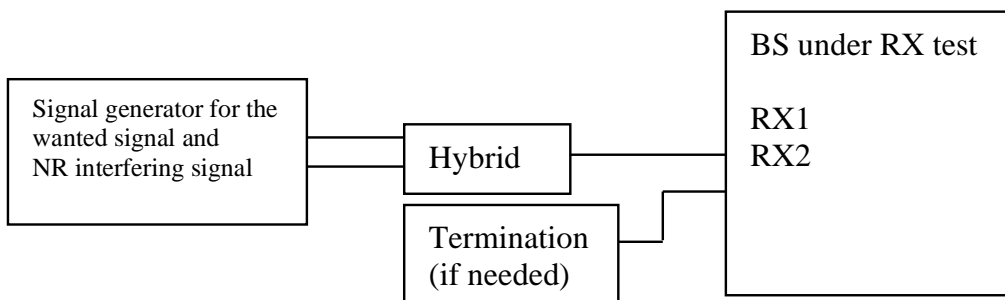 Signal generator for the
wanted signal and
NR interfering signal
Hybrid
Termination
(if needed)
BS under RX test
RX1
RX2